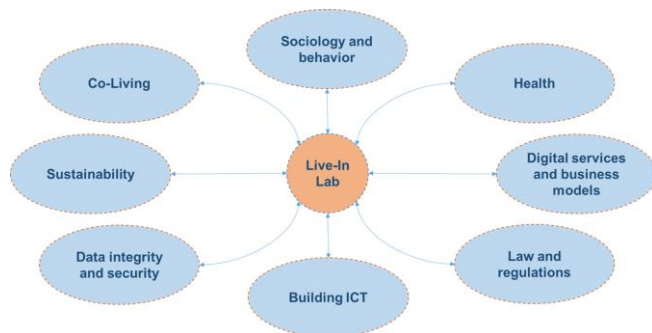 Sociology and
behavior
Co-Living
Health
Live-In
Lab
Sustainability
Digital services
and business
models
Data integrity
and security
Law and
regulations
Building ICT